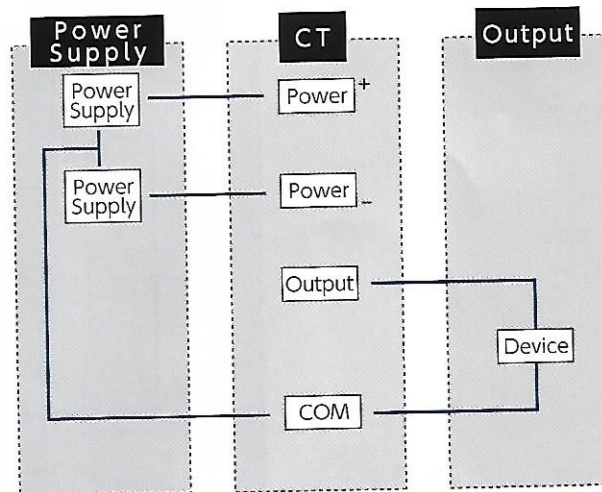 Power
Supply
CT
Output
Power
Supply
Power +
Power
Supply
Power -
Output
Device
COM